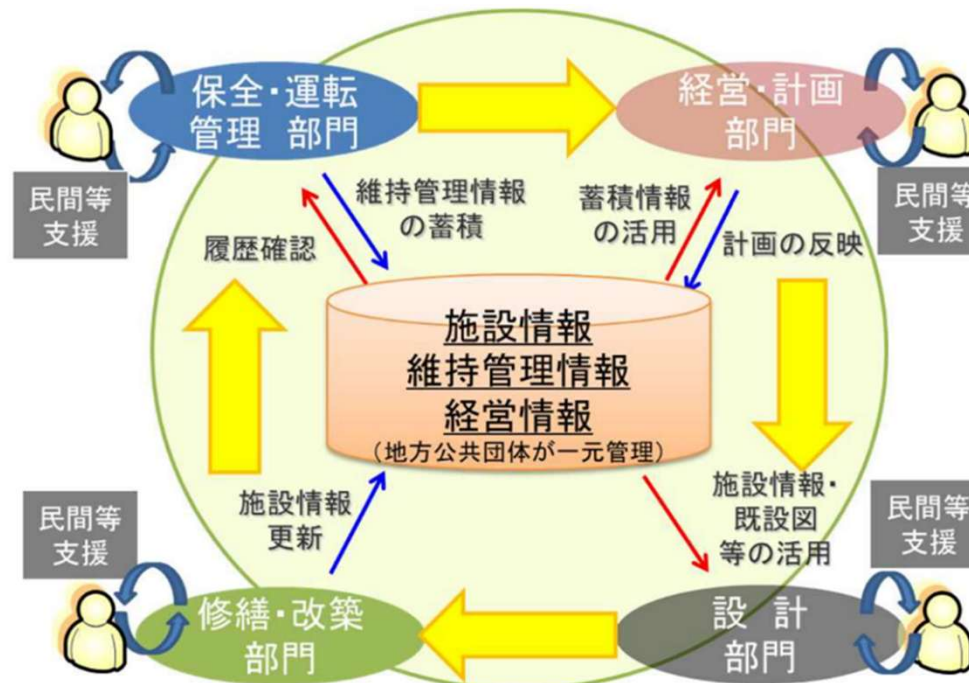 保全・運転
管理 部門
経営・計画
部門
民間等
支援
維持管理情報
の蓄積
蓄積情報
の活用
民間等
支援
履歴確認
計画の反映
施設情報
維持管理情報
経営情報
（地方公共団体が一元管理）
施設情報
更新
施設情報・
既設図
等の活用
民間等
支援
民間等
支援
修繕・改築
部門
設 計
部門